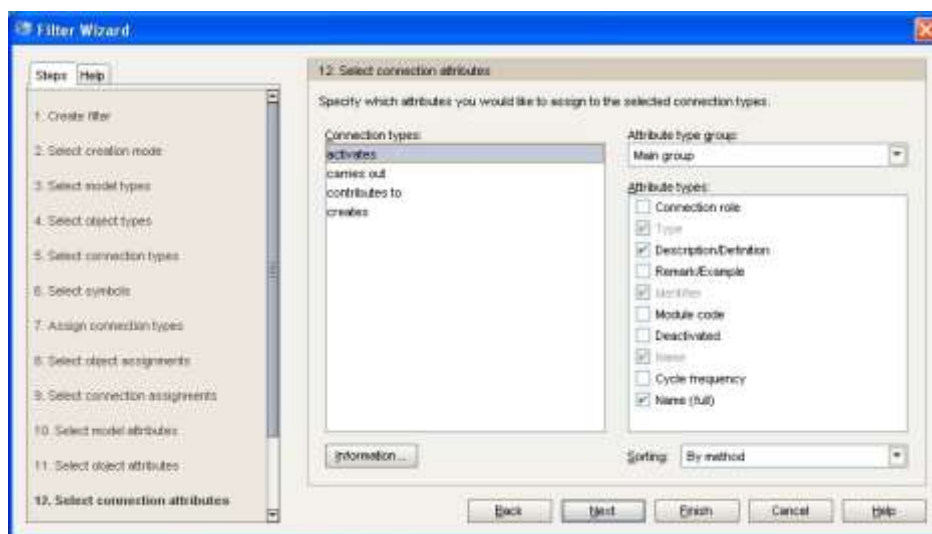 Filter Wizard
Steps Help
1. Create filter
2. Select creation mode
3. Select model types
4. Select object types
5. Select connection types
6. Select symbols
7. Assign connection types
8. Select object assignments
9. Select connection assignments
10. Select model attributes
11. Select object attributes
12. Select connection attributes
12. Select connection attributes
Specify which attributes you would like to assign to the selected connection types.
Connection types:
activates
carries out
contributes to
creates
Information...
Attribute type group:
Main group
Attribute types:
Connection role
Type
Description/Definition
Remark/Example
Identifier
Module code
Deactivated
Name
Cycle frequency
Name (full)
Sorting: By method
Back Next Finish Cancel Help